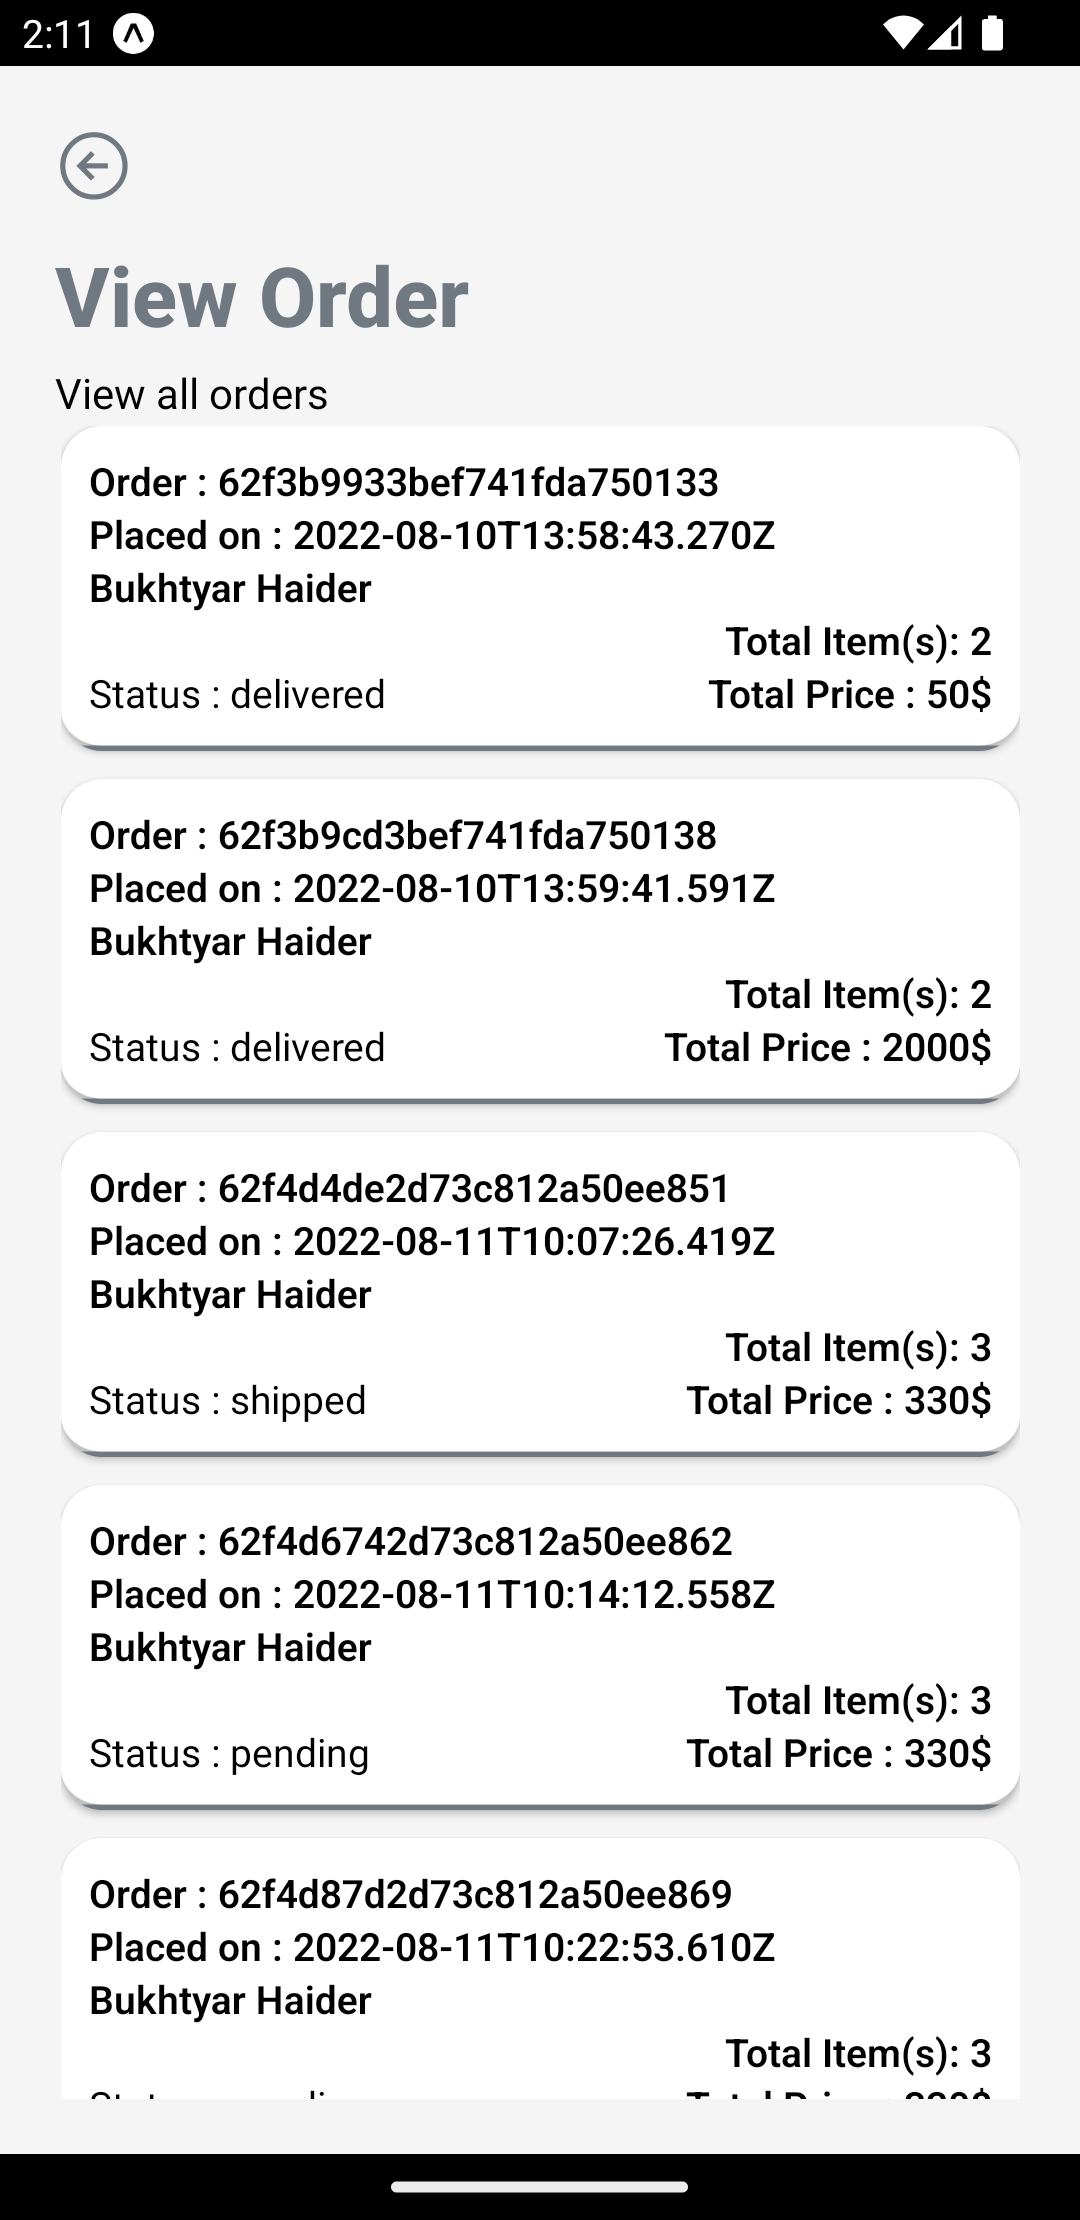 2:11
View Order
View all orders
Order : 62f3b9933bef741fda750133
Placed on : 2022-08-10T13:58:43.270Z
Bukhtyar Haider
Total Item(s): 2
Status : delivered Total Price : 50$
Order : 62f3b9cd3bef741fda750138
Placed on : 2022-08-10T13:59:41.591Z
Bukhtyar Haider
Total Item(s): 2
Status : delivered Total Price : 2000$
Order : 62f4d4de2d73c812a50ee851
Placed on : 2022-08-11T10:07:26.419Z
Bukhtyar Haider
Total Item(s): 3
Status : shipped Total Price : 330$
Order : 62f4d6742d73c812a50ee862
Placed on : 2022-08-11T10:14:12.558Z
Bukhtyar Haider
Total Item(s): 3
Status : pending Total Price : 330$
Order : 62f4d87d2d73c812a50ee869
Placed on : 2022-08-11T10:22:53.610Z
Bukhtyar Haider
Total Item(s): 3